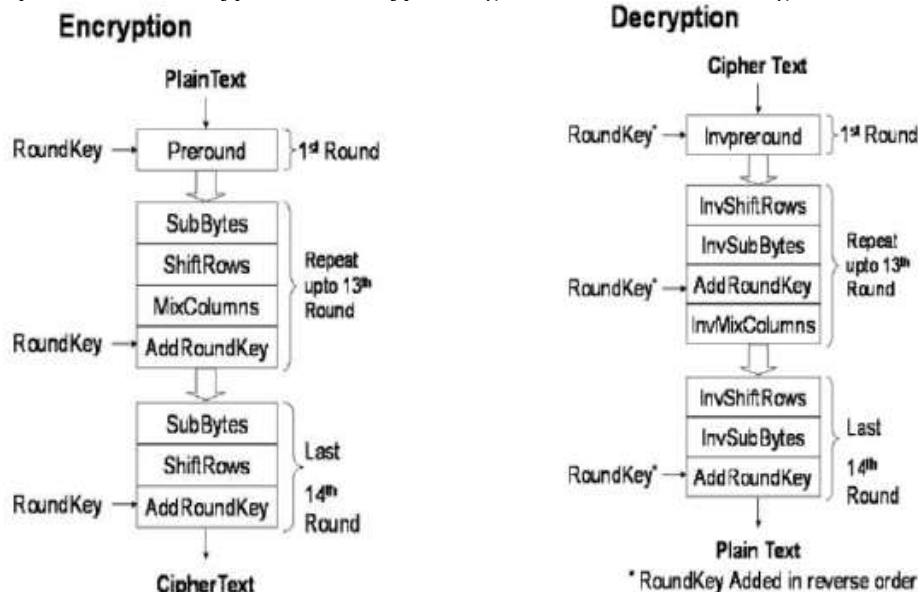 Encryption
PlainText
RoundKey
Preround
1st Round
SubBytes
ShiftRows
MixColumns
RoundKey
AddRoundKey
Repeat
upto 13th
Round
SubBytes
ShiftRows
RoundKey
AddRoundKey
Last
14th
Round
CipherText
Decryption
Cipher Text
RoundKey*
Invpreround
1st Round
InvShiftRows
InvSubBytes
RoundKey*
AddRoundKey
InvMixColumns
Repeat
upto 13th
Round
InvShiftRows
InvSubBytes
RoundKey*
AddRoundKey
Last
14th
Round
Plain Text
* RoundKey Added in reverse order